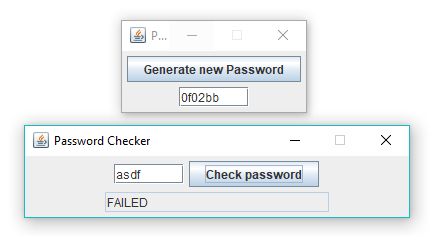 P...
Generate new Password
0f02bb
Password Checker
asdf Check password
FAILED